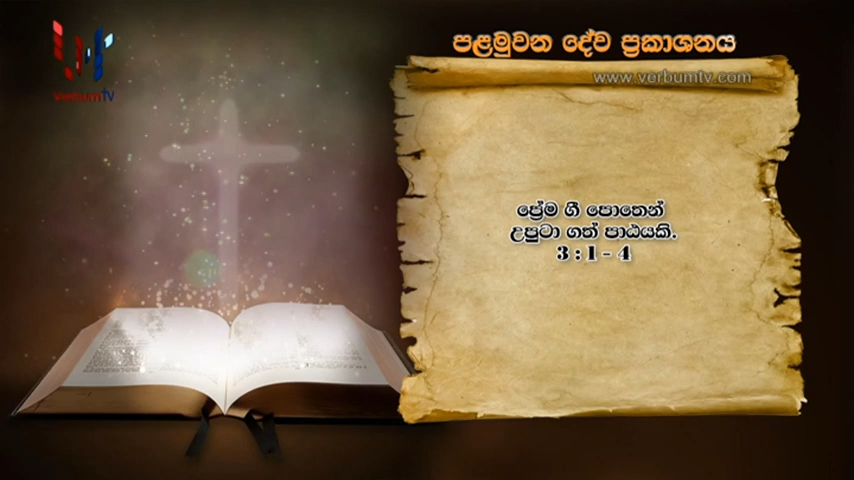 VerbumTV
පළමුවන දේව ප්‍රකාශනය
www.verbumtv.com
ප්‍රේම ගී පොතෙන්
උපුටා ගත් පාඨයකි.
3 : 1 - 4